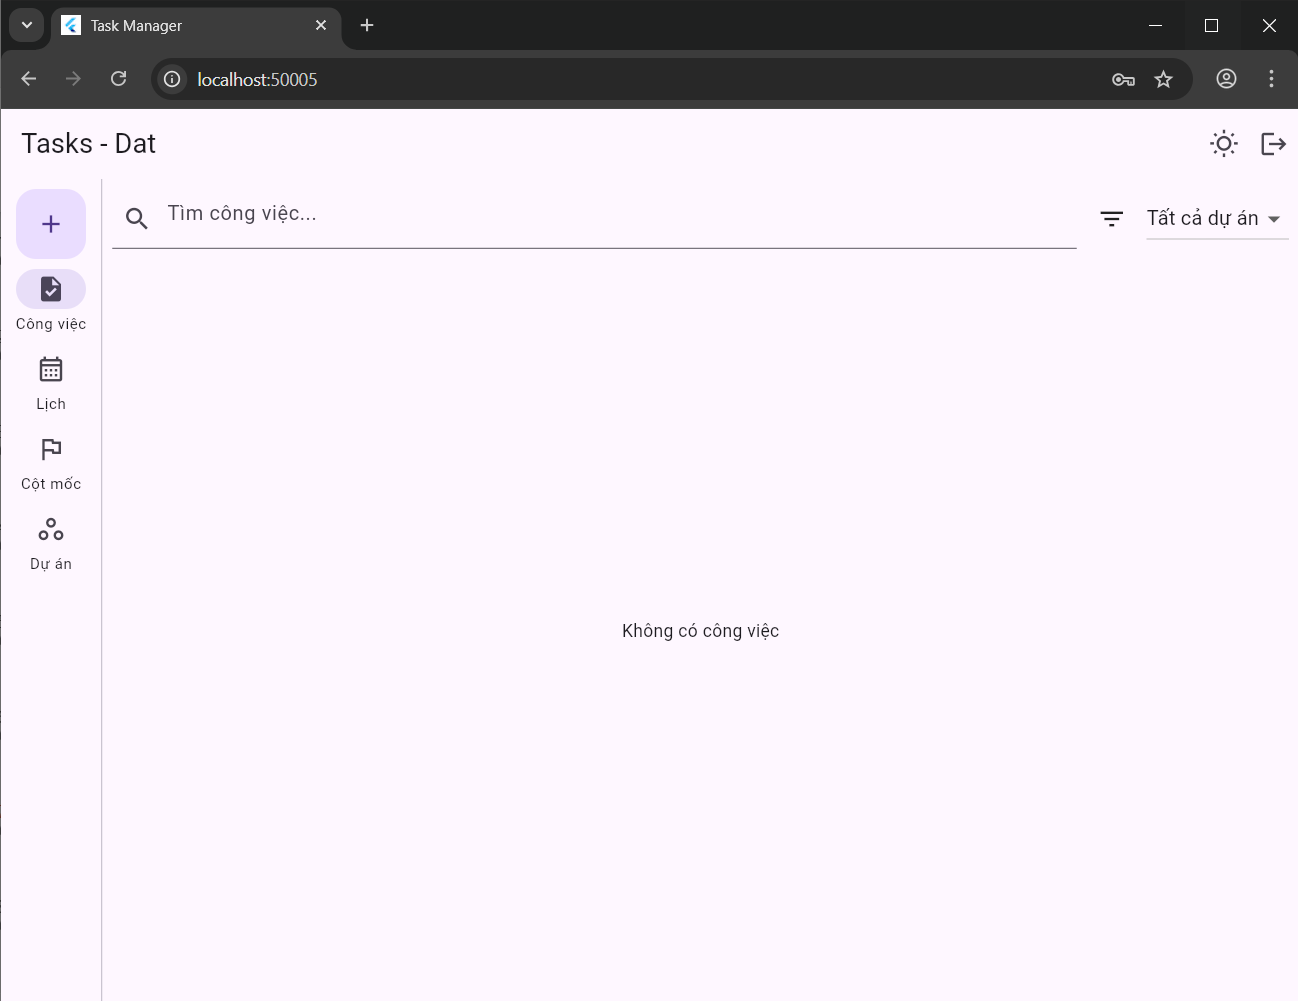 Task Manager
localhost:50005
Tasks - Dat
Tìm công việc...
Tất cả dự án
Công việc
Lịch
Cột mốc
Dự án
Không có công việc